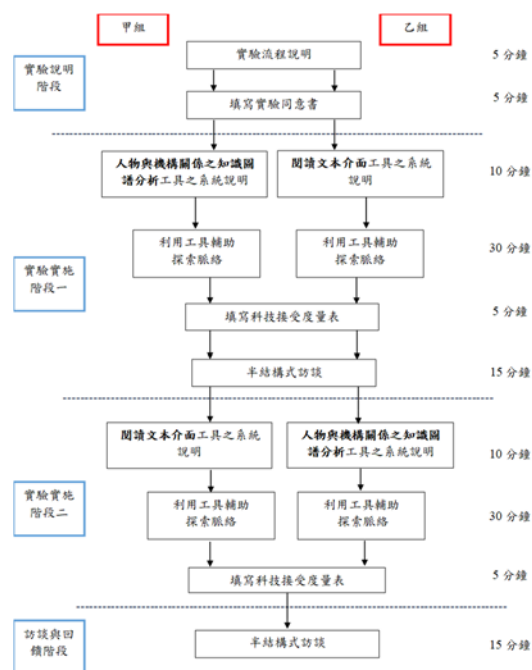 甲組
乙組
實驗說明
階段
實驗流程說明
5 分鐘
填寫實驗同意書
5 分鐘
人物與機構關係之知識圖
譜分析工具之系統說明
閱讀文本介面工具之系統
說明
10 分鐘
實驗實施
階段一
利用工具輔助
探索脈絡
利用工具輔助
探索脈絡
30 分鐘
填寫科技接受度量表
5 分鐘
半結構式訪談
15 分鐘
閱讀文本介面工具之系統
說明
人物與機構關係之知識圖
譜分析工具之系統說明
10 分鐘
實驗實施
階段二
利用工具輔助
探索脈絡
利用工具輔助
探索脈絡
30 分鐘
填寫科技接受度量表
5 分鐘
訪談與回
饋階段
半結構式訪談
15 分鐘